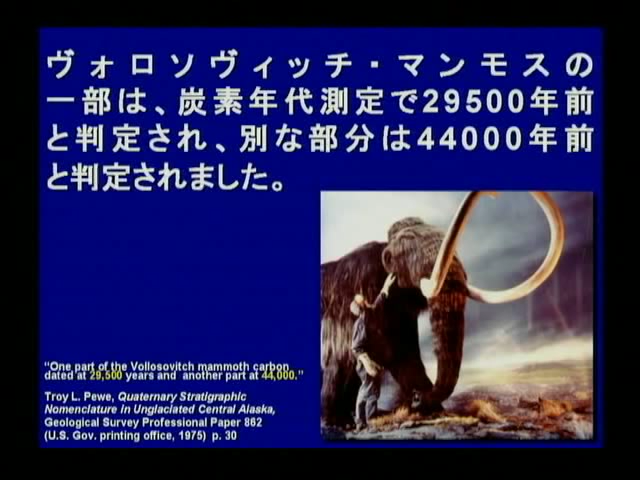 ヴォロソヴィッチ・マンモスの
一部は、炭素年代測定で29500年前
と判定され、別な部分は44000年前
と判定されました。
“One part of the Vollosovitch mammoth carbon
dated at 29,500 years and another part at 44,000.”
Troy L. Pewe, Quaternary Stratigraphic
Nomenclature in Unglaciated Central Alaska,
Geological Survey Professional Paper 862
(U.S. Gov. printing office, 1975) p. 30